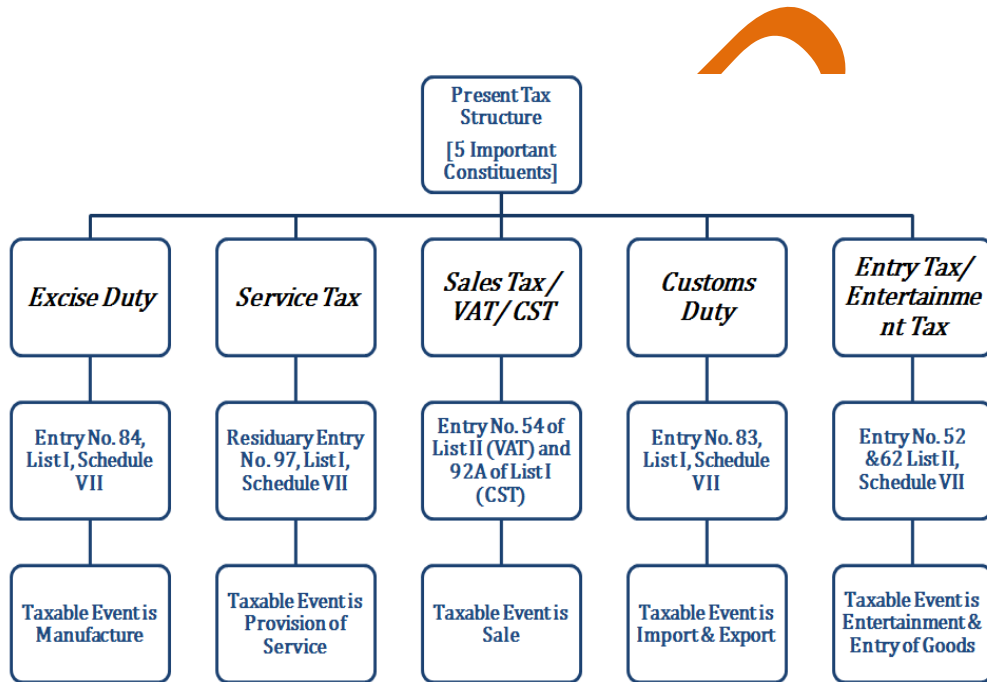 Present Tax
Structure
[5 Important
Constituents]
Excise Duty
Service Tax
Sales Tax /
VAT/ CST
Customs
Duty
Entry Tax/
Entertainme
nt Tax
Entry No. 84,
List I, Schedule
VII
Residuary Entry
No. 97, List I,
Schedule VII
Entry No. 54 of
List II (VAT) and
92A of List I
(CST)
Entry No. 83,
List I, Schedule
VII
Entry No. 52
&62 List II,
Schedule VII
Taxable Event is
Manufacture
Taxable Event is
Provision of
Service
Taxable Event is
Sale
Taxable Event is
Import & Export
Taxable Event is
Entertainment &
Entry of Goods